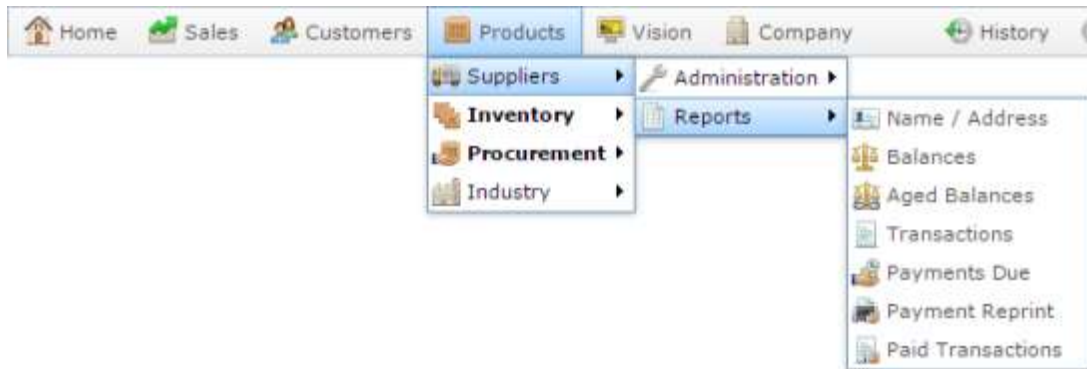 Home Sales Customers Products Vision Company History
Suppliers Administration
Inventory Reports Name / Address
Procurement Balances
Industry Aged Balances
Transactions
Payments Due
Payment Reprint
Paid Transactions